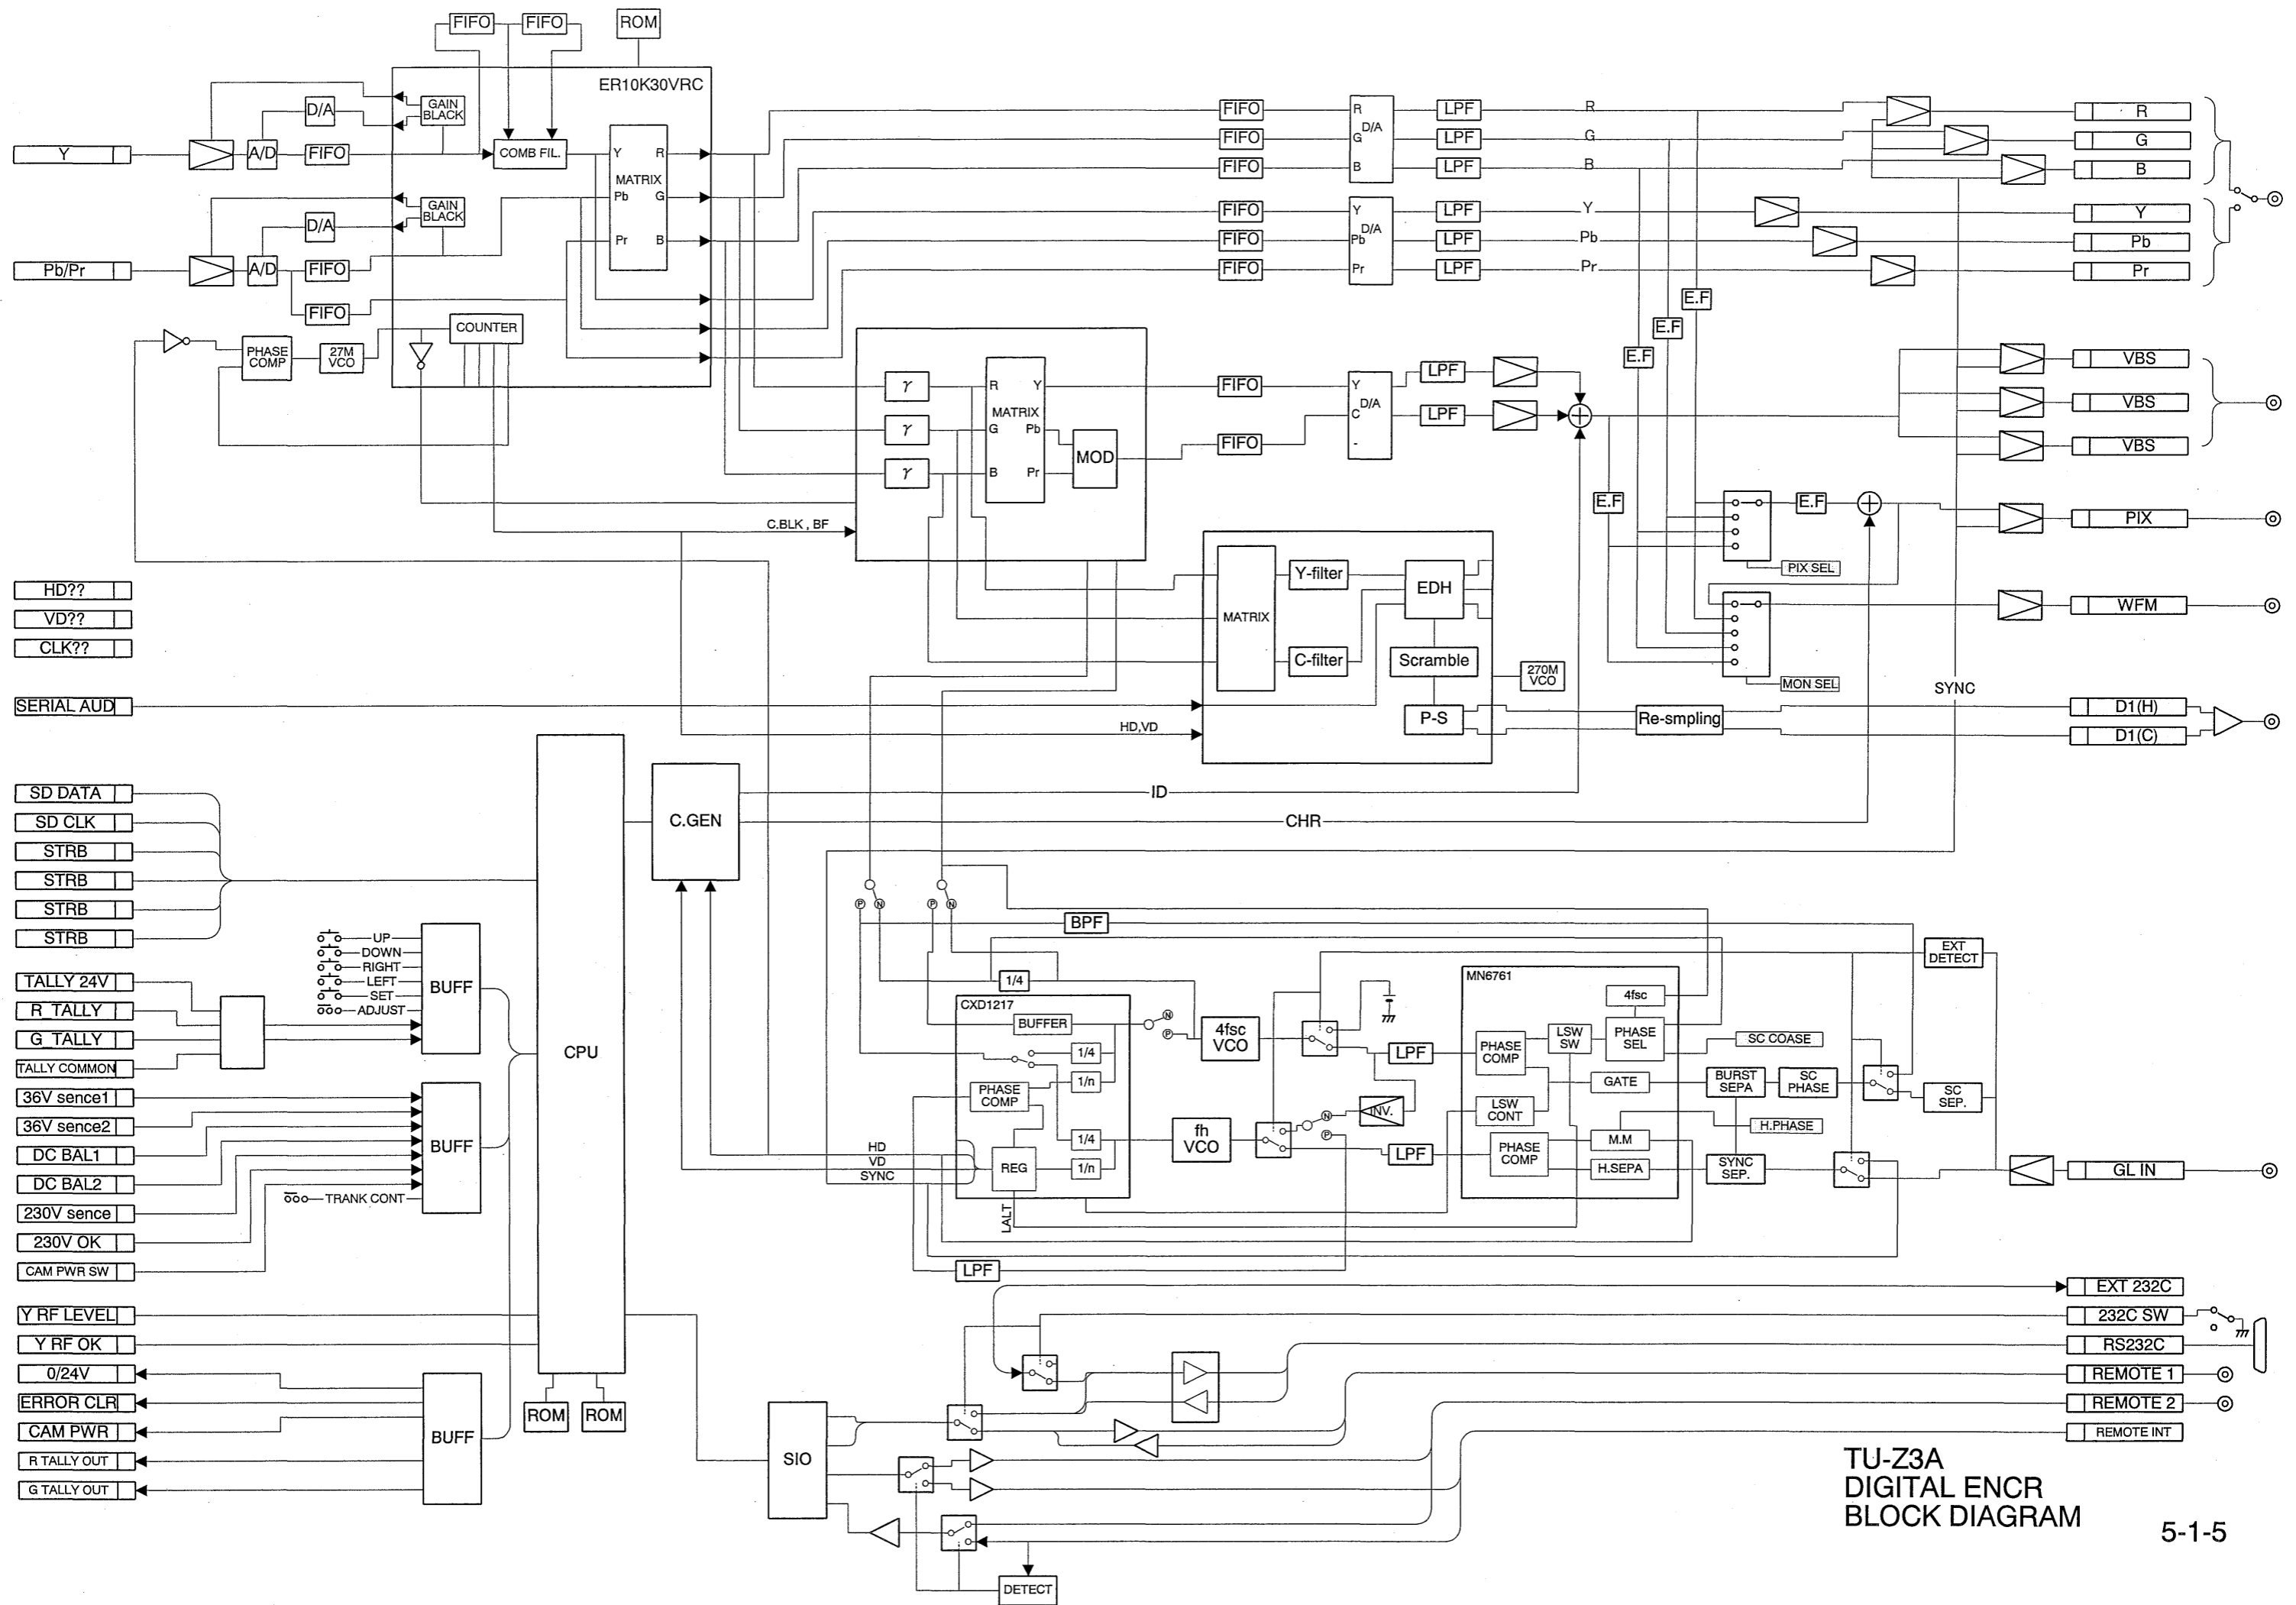 FIFO FIFO ROM
ER10K30VRC
GAIN
BLACK
D/A
Y
A/D
FIFO
COMB FIL.
Y R
MATRIX
Pb G
Pr B
GAIN
BLACK
D/A
Pb/Pr
A/D
FIFO
FIFO
COUNTER
PHASE
COMP
27M
VCO
FIFO
FIFO
FIFO
R
D/A
G
B
LPF
LPF
LPF
R
G
B
R
G
B
FIFO
FIFO
FIFO
Y
D/A
Pb
Pr
LPF
LPF
LPF
Y
Pb
Pr
Y
Pb
Pr
E.F
E.F
E.F
γ
γ
γ
R Y
MATRIX
G Pb
B Pr
MOD
FIFO
FIFO
Y
D/A
C
-
LPF
LPF
VBS
VBS
VBS
C.BLK , BF
E.F
E.F
PIX
PIX SEL
WFM
MON SEL
SYNC
HD??
VD??
CLK??
SERIAL AUD
MATRIX
Y-filter
C-filter
EDH
Scramble
P-S
270M
VCO
HD,VD
Re-smpling
D1(H)
D1(C)
SD DATA
SD CLK
STRB
STRB
STRB
STRB
CPU
C.GEN
ID
CHR
UP
DOWN
RIGHT
LEFT
SET
ADJUST
BUFF
TALLY 24V
R_TALLY
G_TALLY
TALLY COMMON
36V sence1
36V sence2
DC BAL1
DC BAL2
230V sence
230V OK
CAM PWR SW
BUFF
TRANK CONT
P N P N
BPF
1/4
CXD1217
BUFFER
1/4
PHASE
COMP
1/n
1/4
REG
1/n
HD
VD
SYNC
LALT
LPF
N
P
4fsc
VCO
fh
VCO
LPF
INV.
N
P
LPF
MN6761
4fsc
PHASE
COMP
LSW
SW
PHASE
SEL
GATE
LSW
CONT
PHASE
COMP
M.M
H.SEPA
SC COASE
BURST
SEPA
SC
PHASE
H.PHASE
SYNC
SEP.
EXT
DETECT
SC
SEP.
GL IN
Y RF LEVEL
Y RF OK
0/24V
ERROR CLR
CAM PWR
R TALLY OUT
G TALLY OUT
BUFF
ROM ROM
SIO
DETECT
EXT 232C
232C SW
RS232C
REMOTE 1
REMOTE 2
REMOTE INT
TU-Z3A
DIGITAL ENCR
BLOCK DIAGRAM
5-1-5